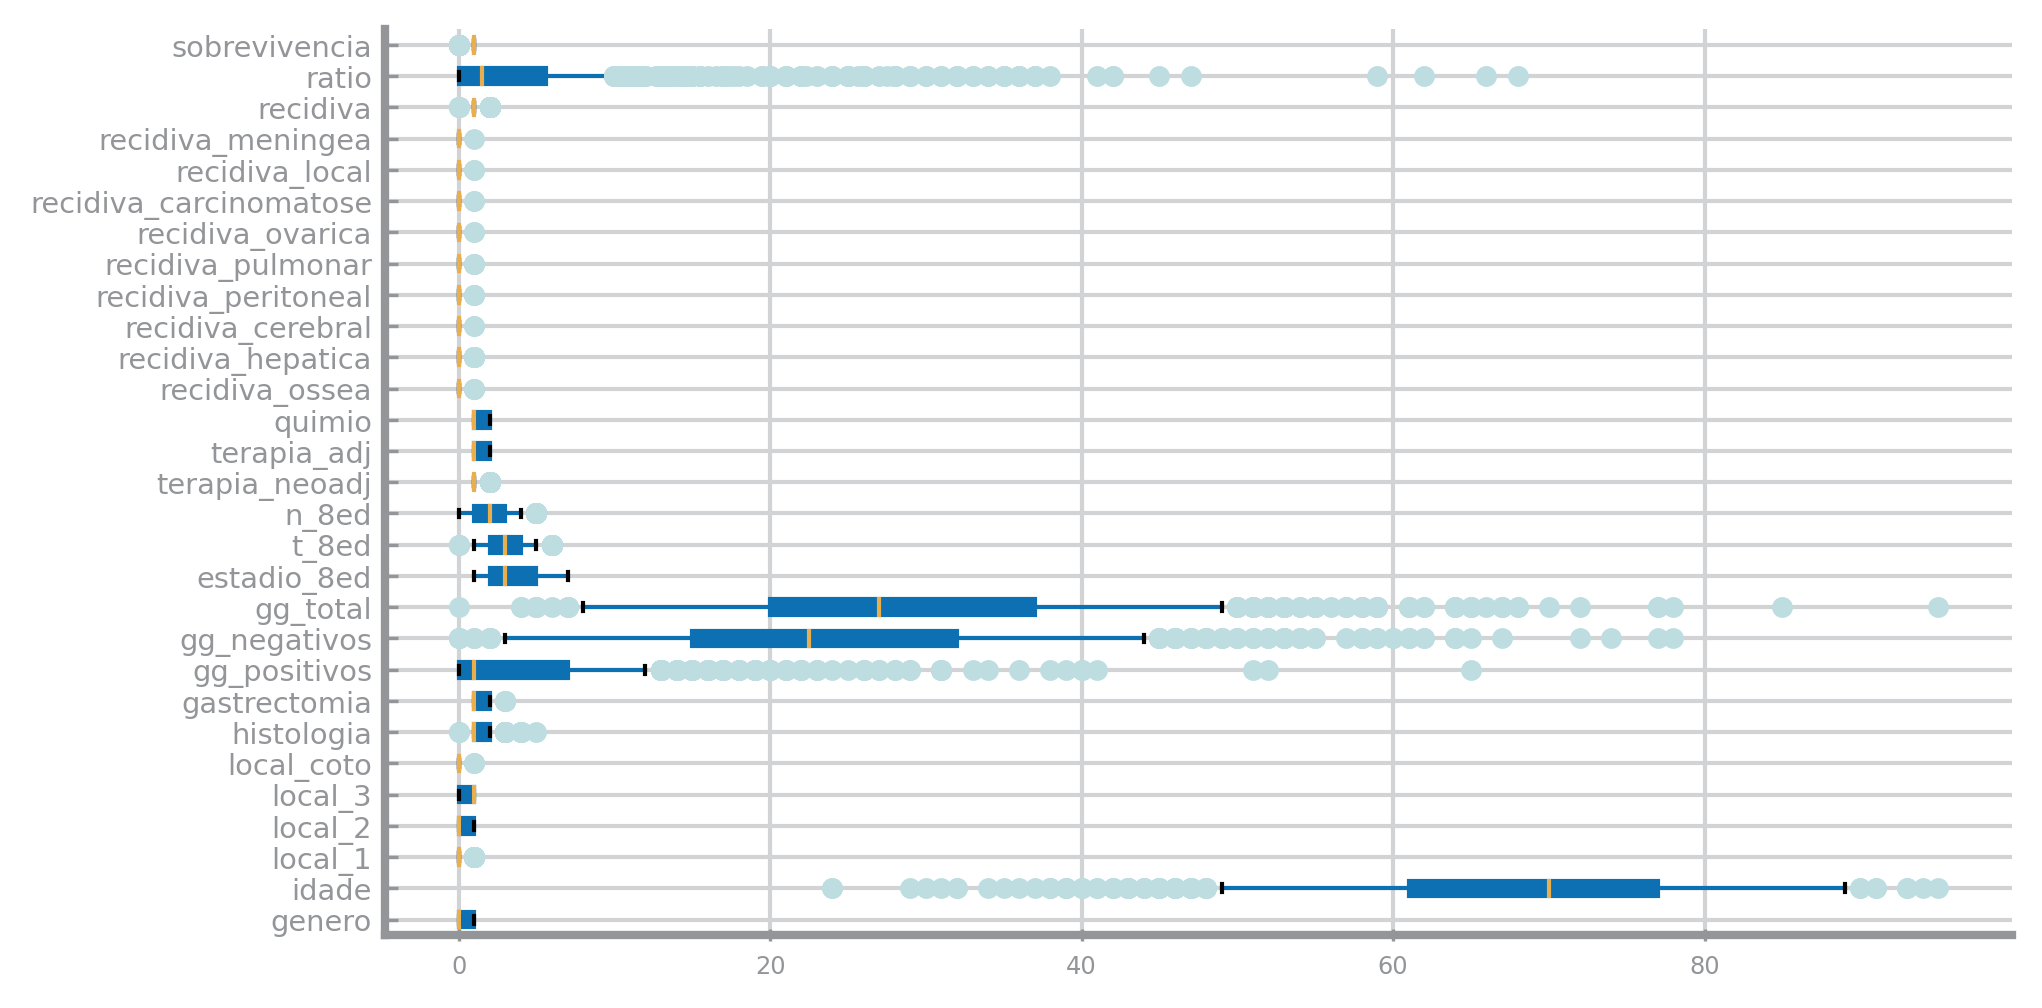 sobrevivencia
ratio
recidiva
recidiva_meningea
recidiva_local
recidiva_carcinomatose
recidiva_ovarica
recidiva_pulmonar
recidiva_peritoneal
recidiva_cerebral
recidiva_hepatica
recidiva_ossea
quimio
terapia_adj
terapia_neoadj
n_8ed
t_8ed
estadio_8ed
gg_total
gg_negativos
gg_positivos
gastrectomia
histologia
local_coto
local_3
local_2
local_1
idade
genero
0 20 40 60 80